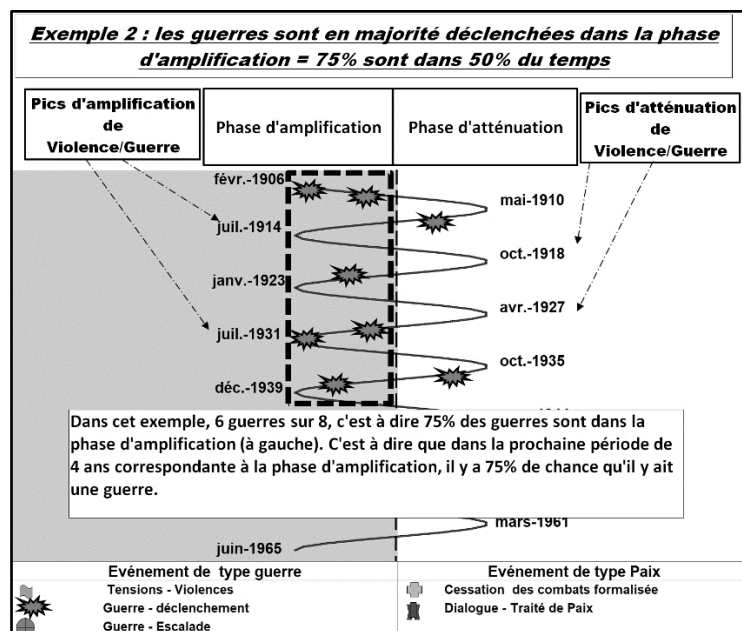 Exemple 2 : les guerres sont en majorité déclenchées dans la phase
d'amplification = 75% sont dans 50% du temps
Pics d'amplification
de
Violence/Guerre
Phase d'amplification
Phase d'atténuation
Pics d'atténuation
de
Violence/Guerre
févr.-1906
mai-1910
juil.-1914
oct.-1918
janv.-1923
avr.-1927
juil.-1931
oct.-1935
déc.-1939
Dans cet exemple, 6 guerres sur 8, c'est à dire 75% des guerres sont dans la
phase d'amplification (à gauche). C'est à dire que dans la prochaine période de
4 ans correspondante à la phase d'amplification, il y a 75% de chance qu'il y ait
une guerre.
mars-1961
juin-1965
Evénement de type guerre
Evénement de type Paix
Tensions - Violences
Cessation des combats formalisée
Guerre - déclenchement
Dialogue - Traité de Paix
Guerre - Escalade